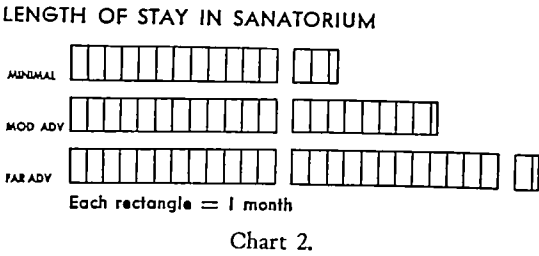 LENGTH OF STAY IN SANATORIUM
MINIMAL
MOD ADV
FAR ADV
Each rectangle = 1 month
Chart 2.